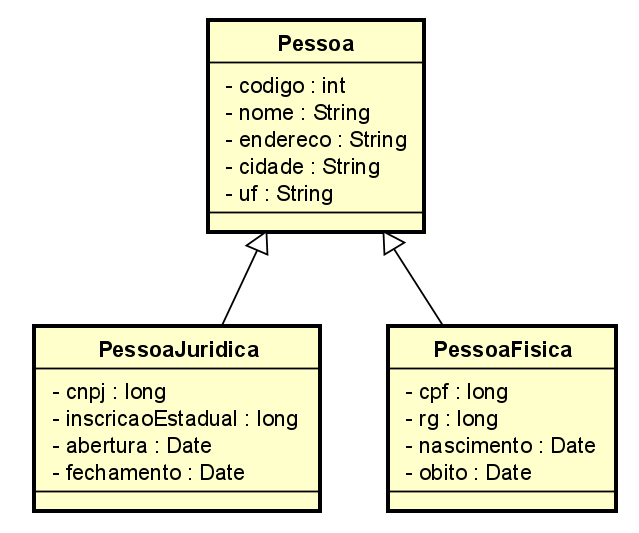 Pessoa
- codigo : int
- nome : String
- endereco : String
- cidade : String
- uf : String
PessoaJuridica
- cnpj : long
- inscricaoEstadual : long
- abertura : Date
- fechamento : Date
PessoaFisica
- cpf : long
- rg : long
- nascimento : Date
- obito : Date